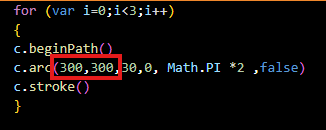 for (var i=0;i<3;i++)
{
c.beginPath()
c.arc(300,300,30,0, Math.PI *2 ,false)
c.stroke()
}